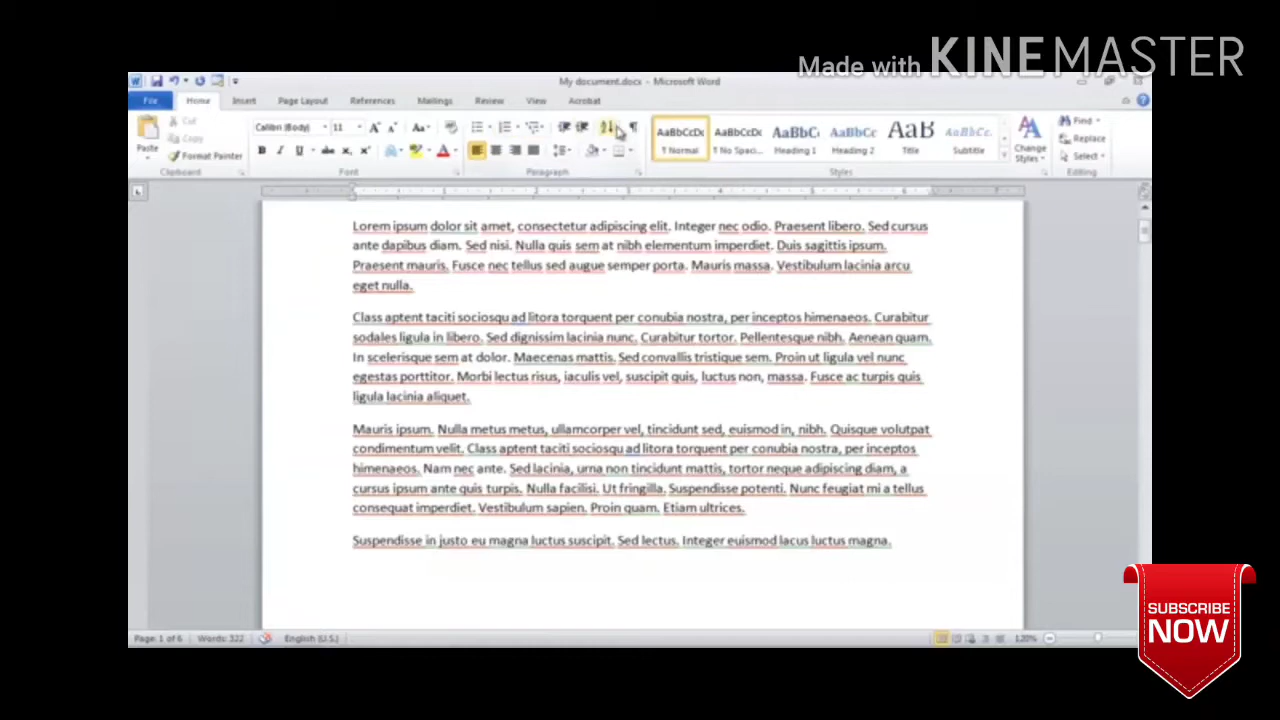 Made with KINEMASTER
My document.docx - Microsoft Word
File Home Insert Page Layout References Mailings Review View Acrobat
Cut
Copy
Format Painter
Paste
Calibri (Body) 11
AaBbCcDc AaBbCcDc AaBbC AaBbCc AaB AaBbCc.
¶ Normal ¶ No Spaci... Heading 1 Heading 2 Title Subtitle
Change Styles
Find
Replace
Select
Clipboard Font Paragraph Styles Editing
Lorem ipsum dolor sit amet, consectetur adipiscing elit. Integer nec odio. Praesent libero. Sed cursus
ante dapibus diam. Sed nisi. Nulla quis sem at nibh elementum imperdiet. Duis sagittis ipsum.
Praesent mauris. Fusce nec tellus sed augue semper porta. Mauris massa. Vestibulum lacinia arcu
eget nulla.
Class aptent taciti sociosqu ad litora torquent per conubia nostra, per inceptos himenaeos. Curabitur
sodales ligula in libero. Sed dignissim lacinia nunc. Curabitur tortor. Pellentesque nibh. Aenean quam.
In scelerisque sem at dolor. Maecenas mattis. Sed convallis tristique sem. Proin ut ligula vel nunc
egestas porttitor. Morbi lectus risus, iaculis vel, suscipit quis, luctus non, massa. Fusce ac turpis quis
ligula lacinia aliquet.
Mauris ipsum. Nulla metus metus, ullamcorper vel, tincidunt sed, euismod in, nibh. Quisque volutpat
condimentum velit. Class aptent taciti sociosqu ad litora torquent per conubia nostra, per inceptos
himenaeos. Nam nec ante. Sed lacinia, urna non tincidunt mattis, tortor neque adipiscing diam, a
cursus ipsum ante quis turpis. Nulla facilisi. Ut fringilla. Suspendisse potenti. Nunc feugiat mi a tellus
consequat imperdiet. Vestibulum sapien. Proin quam. Etiam ultrices.
Suspendisse in justo eu magna luctus suscipit. Sed lectus. Integer euismod lacus luctus magna.
Page: 1 of 6 Words: 322 English (U.S.) 120%
SUBSCRIBE
NOW